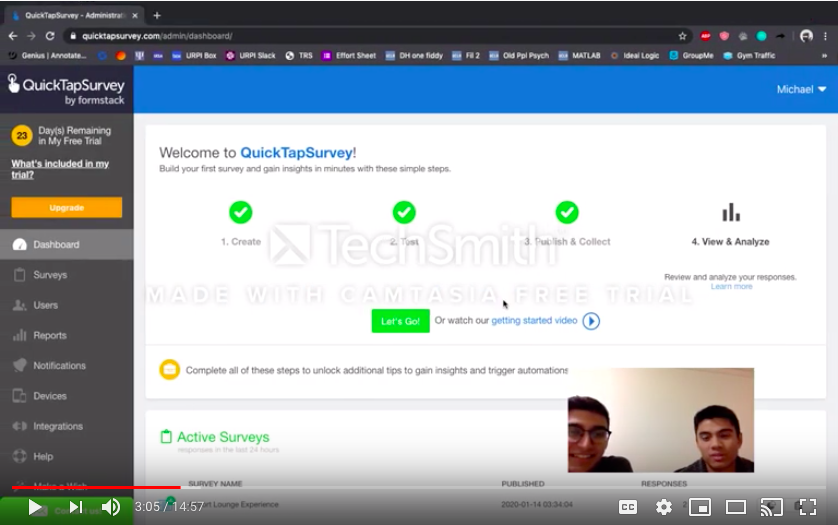 QuickTapSurvey - Administrati
quicktapsurvey.com/admin/dashboard/
ABP
Genius | Annotate...
URPI Box
URPI Slack
TRS
Effort Sheet
DH one fiddy
Fil 2
Old Ppl Psych
MATLAB
Ideal Logic
GroupMe
Gym Traffic
QuickTapSurvey
by formstack
Michael
23
Day(s) Remaining
in My Free Trial
What's included in my
trial?
Upgrade
Dashboard
Surveys
Users
Reports
Notifications
Devices
Integrations
Help
Make a Wish
Welcome to QuickTapSurvey!
Build your first survey and gain insights in minutes with these simple steps.
1. Create
2. Test
3. Publish & Collect
4. View & Analyze
TechSmith
Review and analyze your responses.
Learn more
MADE WITH CAMTASIA FREE TRIAL
Let's Go!
Or watch our getting started video
Complete all of these steps to unlock additional tips to gain insights and trigger automations
Active Surveys
responses in the last 24 hours
SURVEY NAME
PUBLISHED
RESPONSES
Lounge Experience
2020-01-14 03:34:04
2
3:05 / 14:57
CC